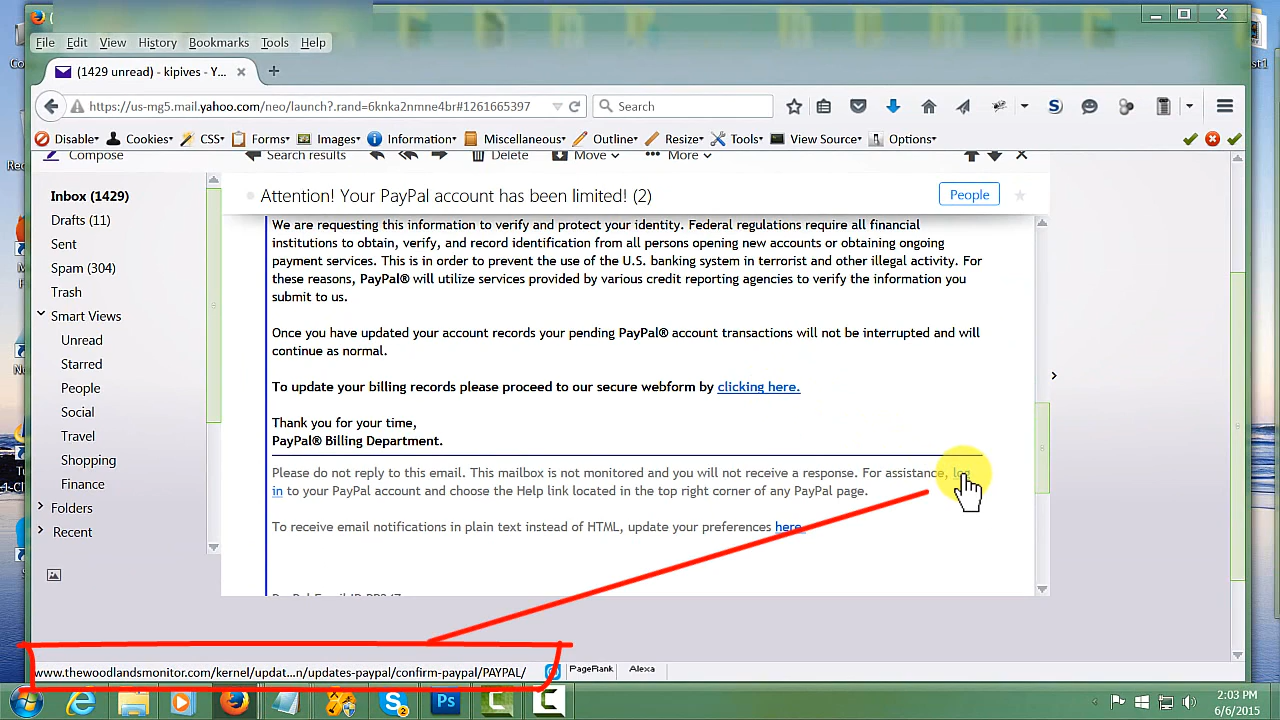 File Edit View History Bookmarks Tools Help
(1429 unread) - kipives - Y...
https://us-mg5.mail.yahoo.com/neo/launch?.rand=6knka2nmne4br#1261665397
Search
Disable▾ Cookies▾ CSS▾ Forms▾ Images▾ Information▾ Miscellaneous▾ Outline▾ Resize▾ Tools▾ View Source▾ Options▾
Compose Search results Delete Move More
Inbox (1429)
Drafts (11)
Sent
Spam (304)
Trash
Smart Views
Unread
Starred
People
Social
Travel
Shopping
Finance
Folders
Recent
Attention! Your PayPal account has been limited! (2)
People
We are requesting this information to verify and protect your identity. Federal regulations require all financial
institutions to obtain, verify, and record identification from all persons opening new accounts or obtaining ongoing
payment services. This is in order to prevent the use of the U.S. banking system in terrorist and other illegal activity. For
these reasons, PayPal® will utilize services provided by various credit reporting agencies to verify the information you
submit to us.
Once you have updated your account records your pending PayPal® account transactions will not be interrupted and will
continue as normal.
To update your billing records please proceed to our secure webform by clicking here.
Thank you for your time,
PayPal® Billing Department.
Please do not reply to this email. This mailbox is not monitored and you will not receive a response. For assistance, log
in to your PayPal account and choose the Help link located in the top right corner of any PayPal page.
To receive email notifications in plain text instead of HTML, update your preferences here.
www.thewoodlandsmonitor.com/kernel/updat...n/updates-paypal/confirm-paypal/PAYPAL/
PageRank Alexa
Ps
2:03 PM
6/6/2015